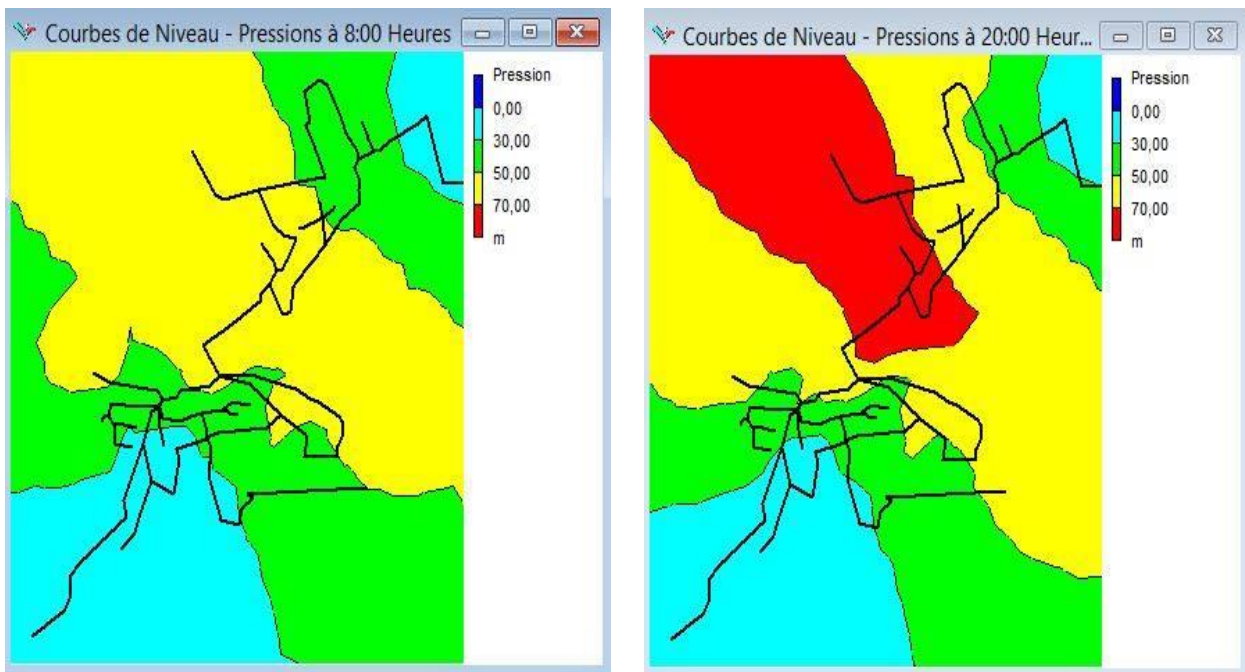 Courbes de Niveau - Pressions à 8:00 Heures
Pression
0,00
30,00
50,00
70,00
m
Courbes de Niveau - Pressions à 20:00 Heur...
Pression
0,00
30,00
50,00
70,00
m